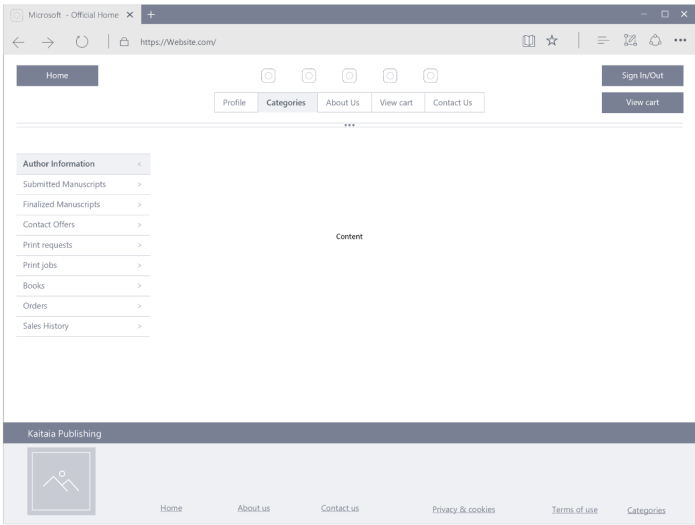 Microsoft - Official Home
https://Website.com/
Home
Sign In/Out
Profile Categories About Us View cart Contact Us
View cart
Author Information <
Submitted Manuscripts >
Finalized Manuscripts >
Contact Offers >
Content
Print requests >
Print jobs >
Books >
Orders >
Sales History >
Kaitaia Publishing
Home About us Contact us Privacy & cookies Terms of use Categories